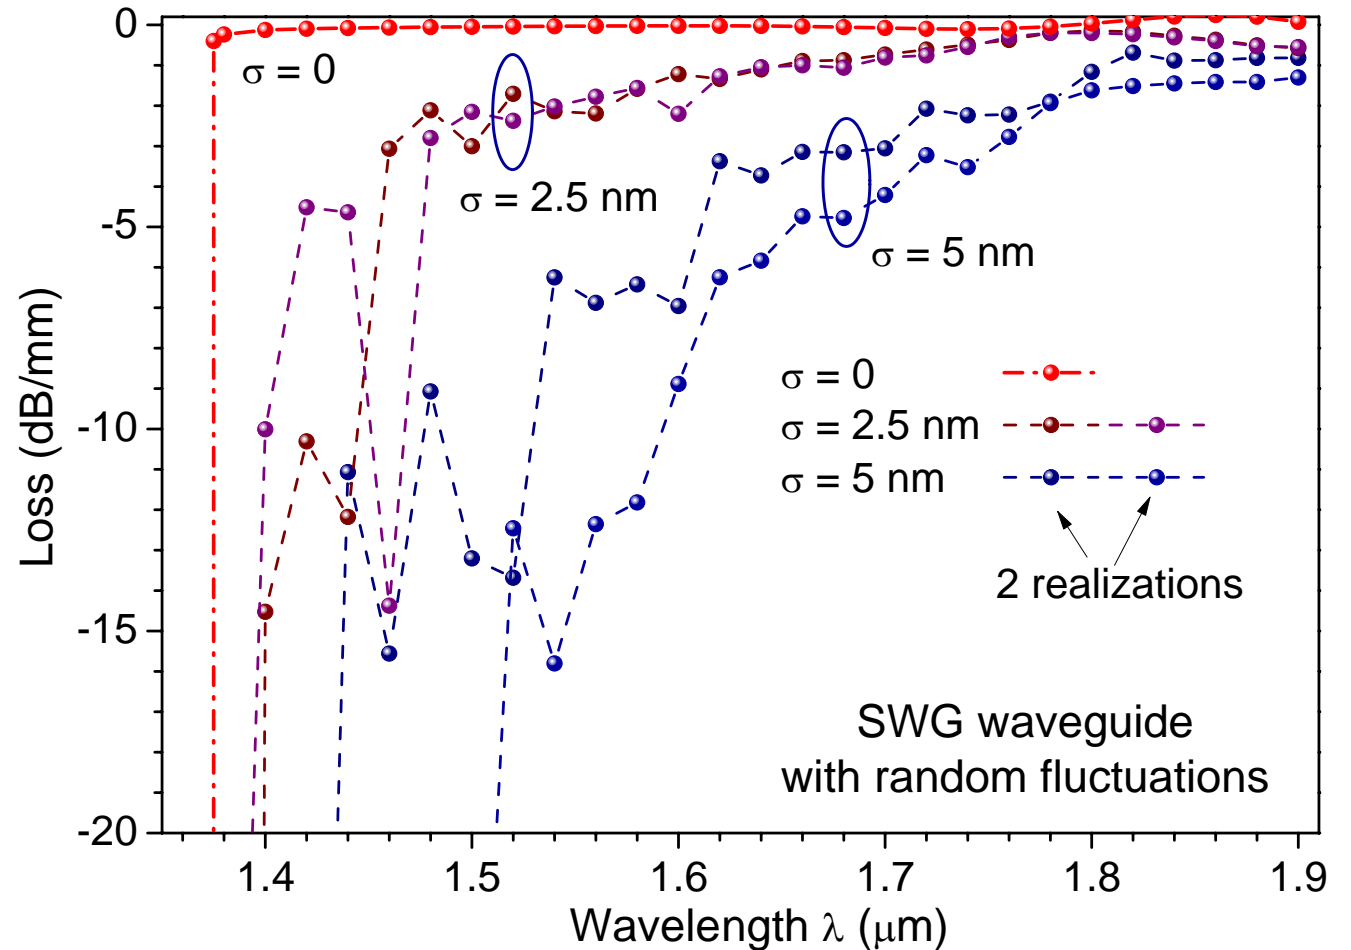 0
-5
-10
-15
-20
Loss (dB/mm)
σ = 0
σ = 2.5 nm
σ = 5 nm
σ = 0
σ = 2.5 nm
σ = 5 nm
2 realizations
SWG waveguide
with random fluctuations
1.4 1.5 1.6 1.7 1.8 1.9
Wavelength λ (μm)